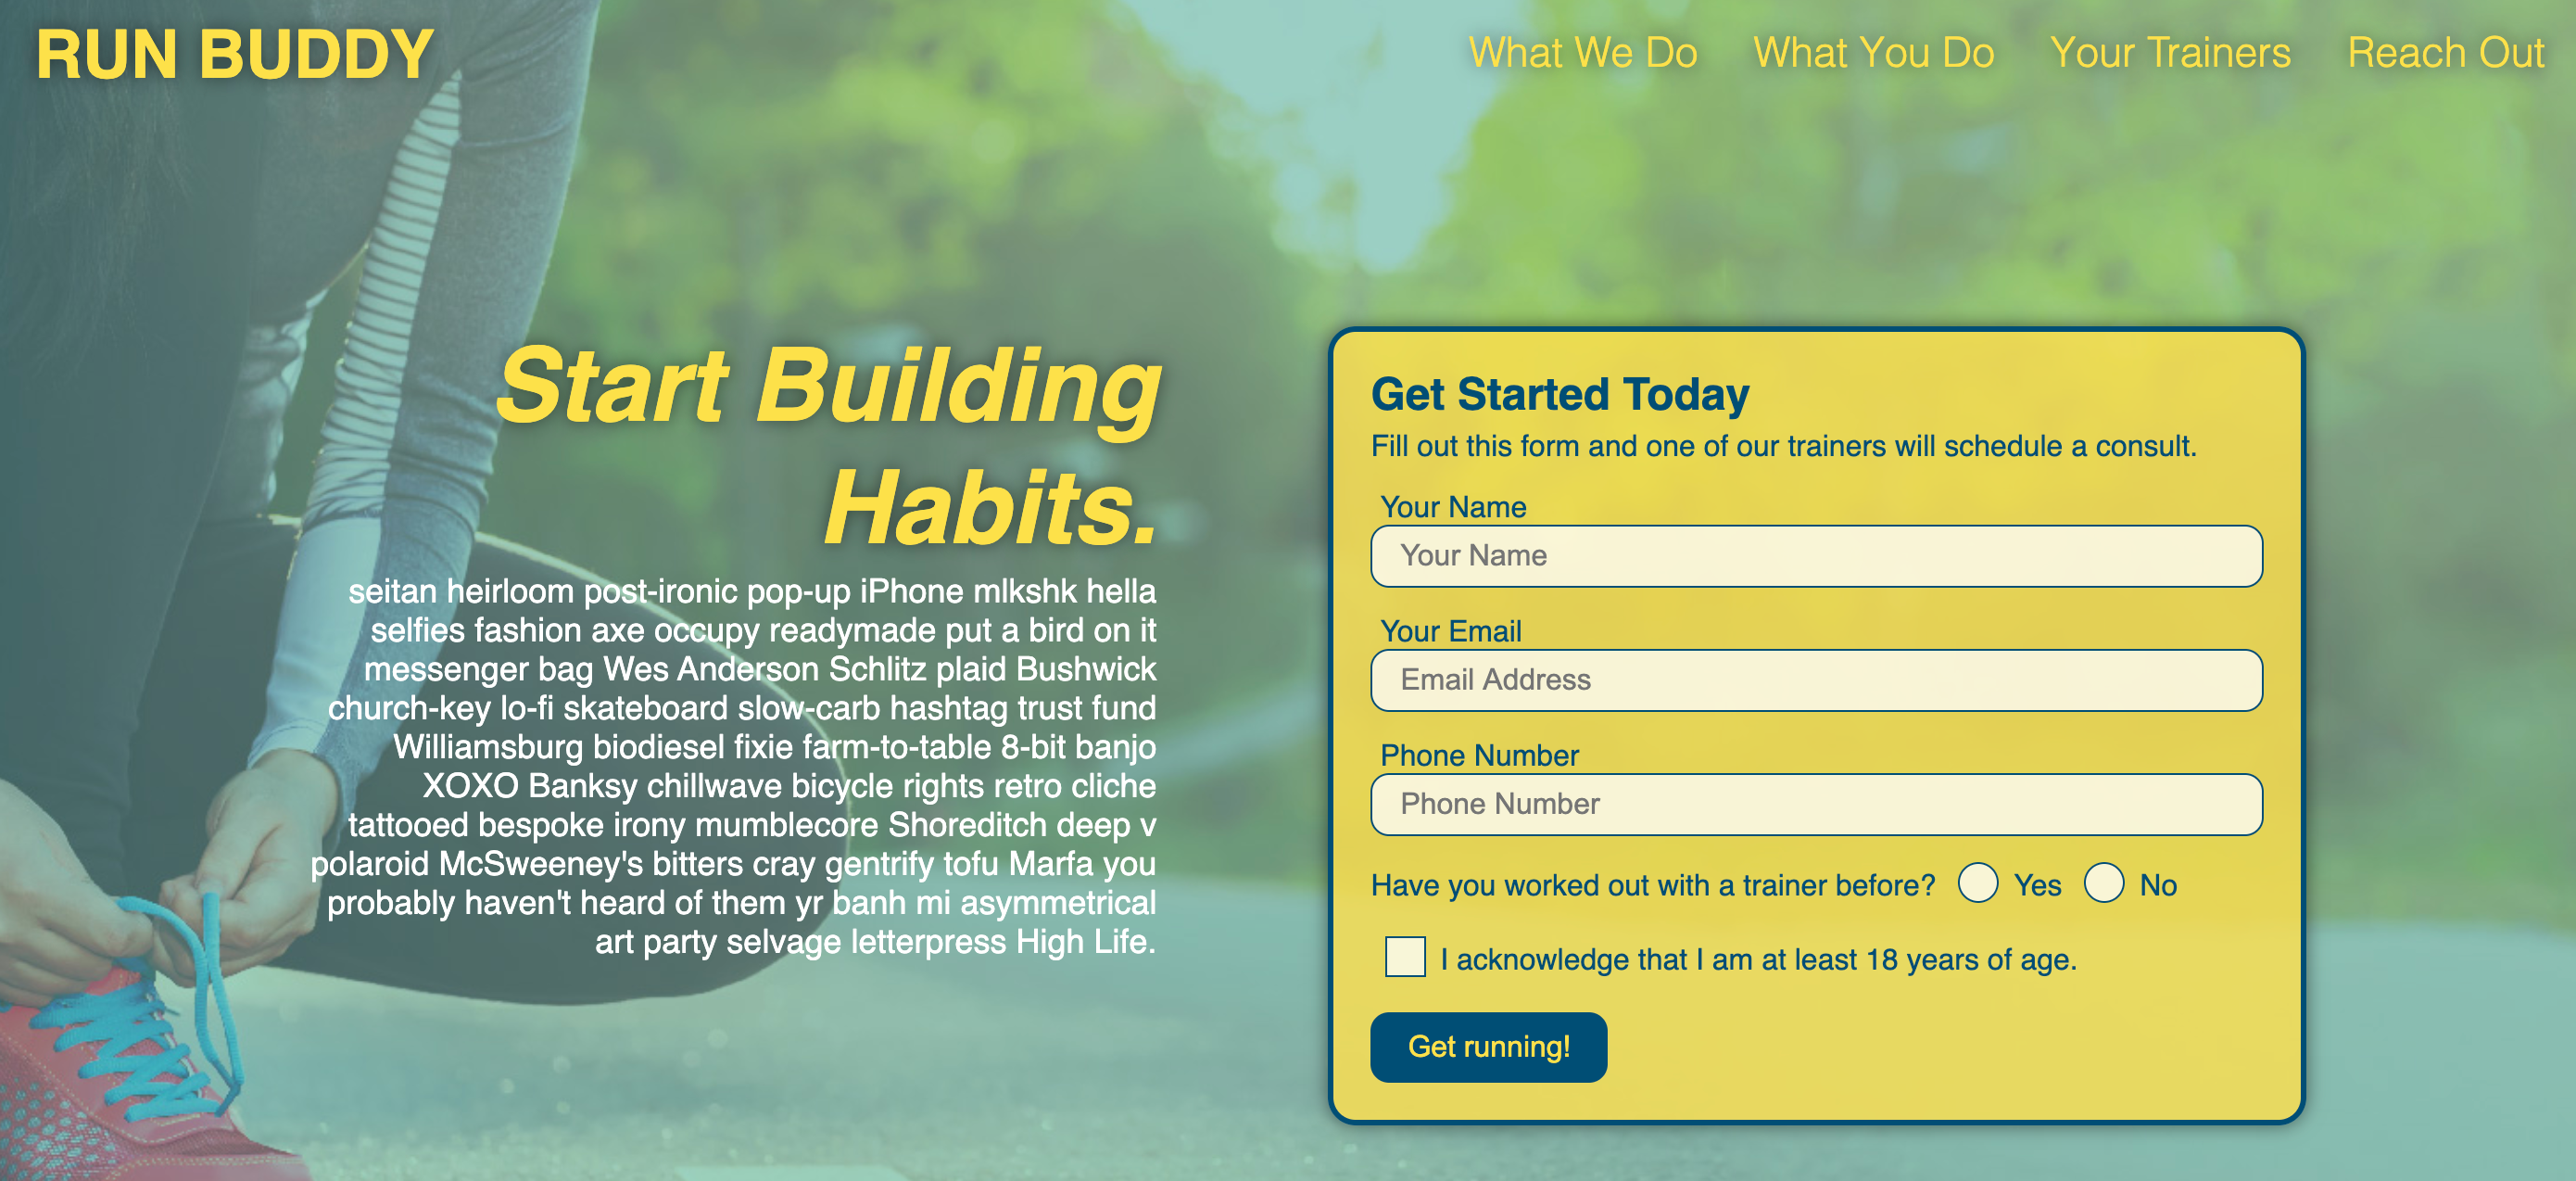 RUN BUDDY
What We Do What You Do Your Trainers Reach Out
Start Building
Habits.
seitan heirloom post-ironic pop-up iPhone mlkshk hella
selfies fashion axe occupy readymade put a bird on it
messenger bag Wes Anderson Schlitz plaid Bushwick
church-key lo-fi skateboard slow-carb hashtag trust fund
Williamsburg biodiesel fixie farm-to-table 8-bit banjo
XOXO Banksy chillwave bicycle rights retro cliche
tattooed bespoke irony mumblecore Shoreditch deep v
polaroid McSweeney's bitters cray gentrify tofu Marfa you
probably haven't heard of them yr banh mi asymmetrical
art party selvage letterpress High Life.
Get Started Today
Fill out this form and one of our trainers will schedule a consult.
Your Name
Your Name
Your Email
Email Address
Phone Number
Phone Number
Have you worked out with a trainer before? Yes No
I acknowledge that I am at least 18 years of age.
Get running!